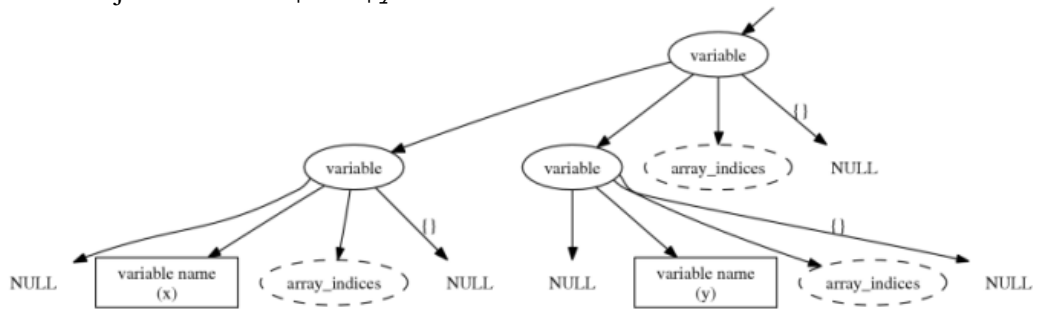 variable
{}
variable
variable
array_indices
NULL
{}
{}
NULL
variable name
(x)
array_indices
NULL
NULL
variable name
(y)
array_indices
NULL